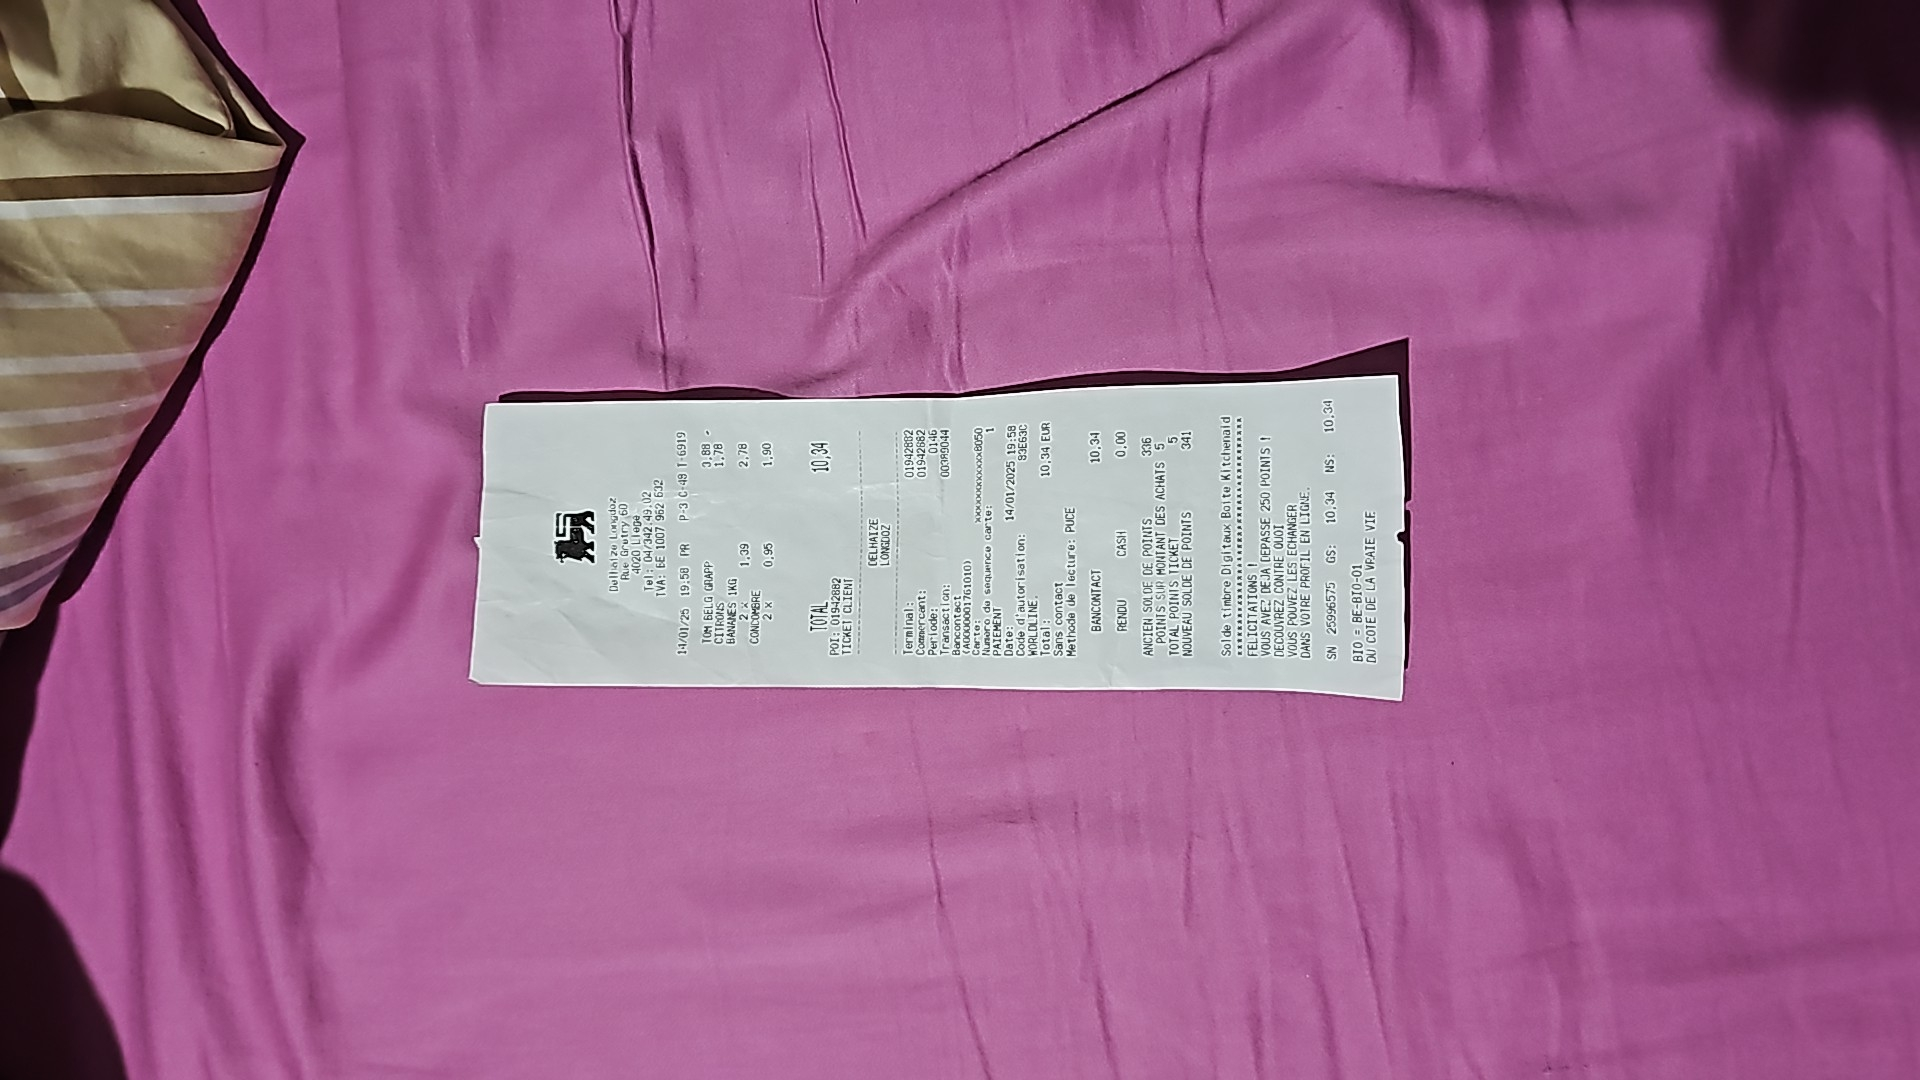 Delhaize Longdoz
Rue Gretry 60
4020 Liege
Tel: 04/342.49.02
TVA: BE 1007 962 632
14/01/25 19:58 PR P-3 C-48 T-6919
TOM BELG GRAPP 3,88
CITRONS 1,78
BANANES 1KG
2 X 1,39 2,78
CONCOMBRE
2 X 0,95 1,90
TOTAL 10,34
POI: 01942882
TICKET CLIENT
DELHAIZE
LONGDOZ
Terminal: 01942882
Commercant: 01942882
Periode: 0146
Transaction:
Bancontact
Carte: xxxxxxxxxxxxx8050
Numero de sequence carte: 1
PAIEMENT
Date: 14/01/2025 19:58
Code d'autorisation: 83E63C
WORLDLINE.
Total: 10,34 EUR
Sans contact
Methode de lecture: PUCE
BANCONTACT 10,34
RENDU CASH 0,00
ANCIEN SOLDE DE POINTS 336
POINTS SUR MONTANT DES ACHATS 5
TOTAL POINTS TICKET 5
NOUVEAU SOLDE DE POINTS 341
Solde timbre Digitaux Boite Kitchenaid
FELICITATIONS !
VOUS AVEZ DEJA DEPASSE 250 POINTS !
DECOUVREZ CONTRE QUOI
VOUS POUVEZ LES ECHANGER
DANS VOTRE PROFIL EN LIGNE.
SN 25996575 GS: 10,34 NS: 10,34
BIO = BE-BIO-01
DU COTE DE LA VRAIE VIE